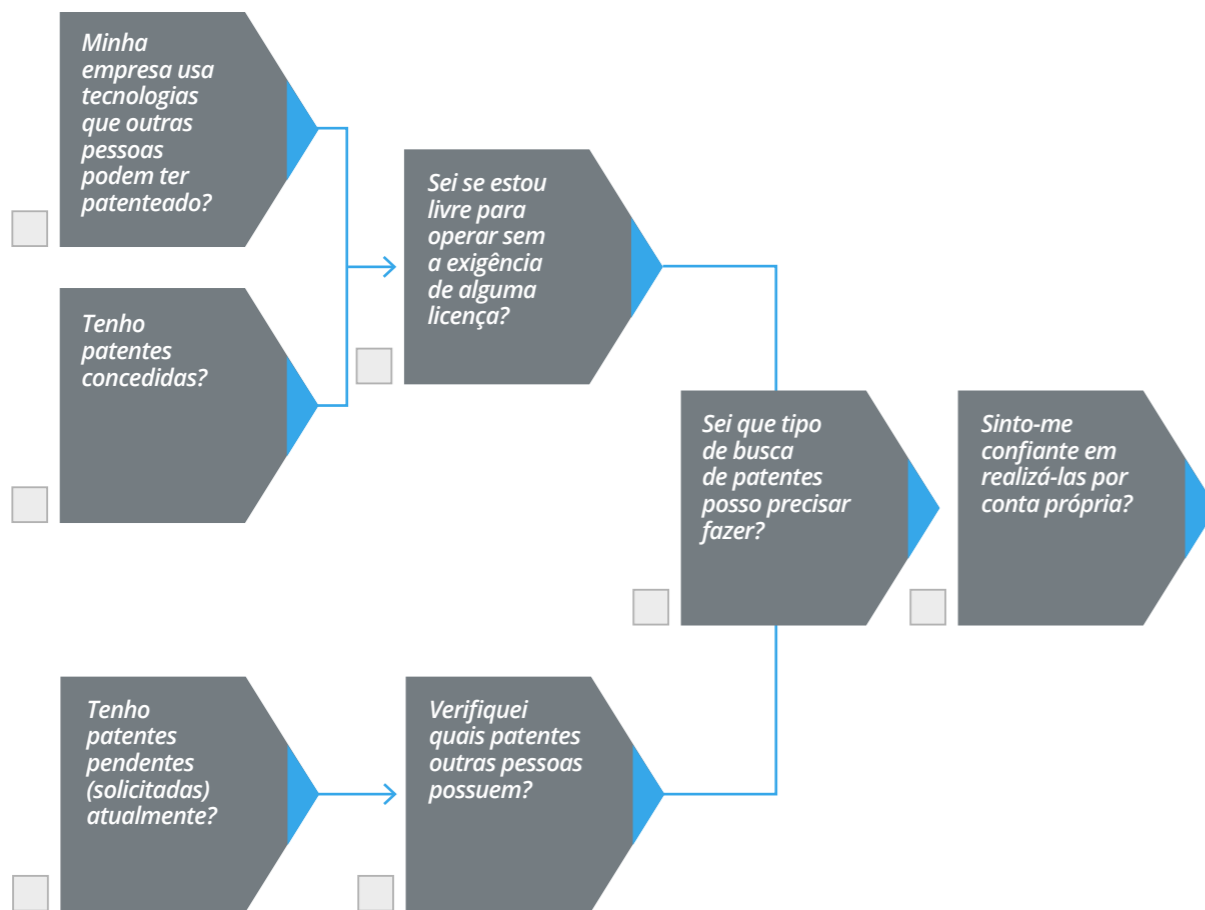 Minha
empresa usa
tecnologias
que outras
pessoas
podem ter
patenteado?
Tenho
patentes
concedidas?
Sei se estou
livre para
operar sem
a exigência
de alguma
licença?
Sei que tipo
de busca
de patentes
posso precisar
fazer?
Sinto-me
confiante em
realizá-las por
conta própria?
Tenho
patentes
pendentes
(solicitadas)
atualmente?
Verifiquei
quais patentes
outras pessoas
possuem?